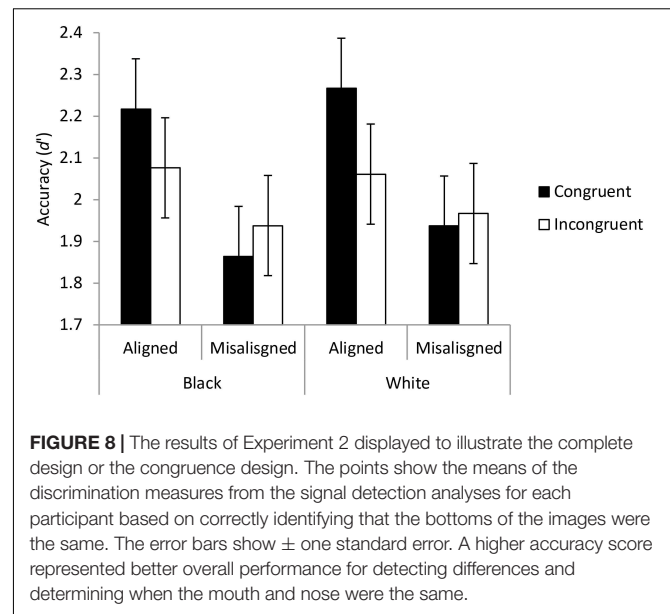 2.4
2.3
2.2
2.1
2
1.9
1.8
1.7
Accuracy (d')
Aligned Misalisgned Aligned Misalisgned
Black White
Congruent
Incongruent
FIGURE 8 | The results of Experiment 2 displayed to illustrate the complete
design or the congruence design. The points show the means of the
discrimination measures from the signal detection analyses for each
participant based on correctly identifying that the bottoms of the images were
the same. The error bars show ± one standard error. A higher accuracy score
represented better overall performance for detecting differences and
determining when the mouth and nose were the same.